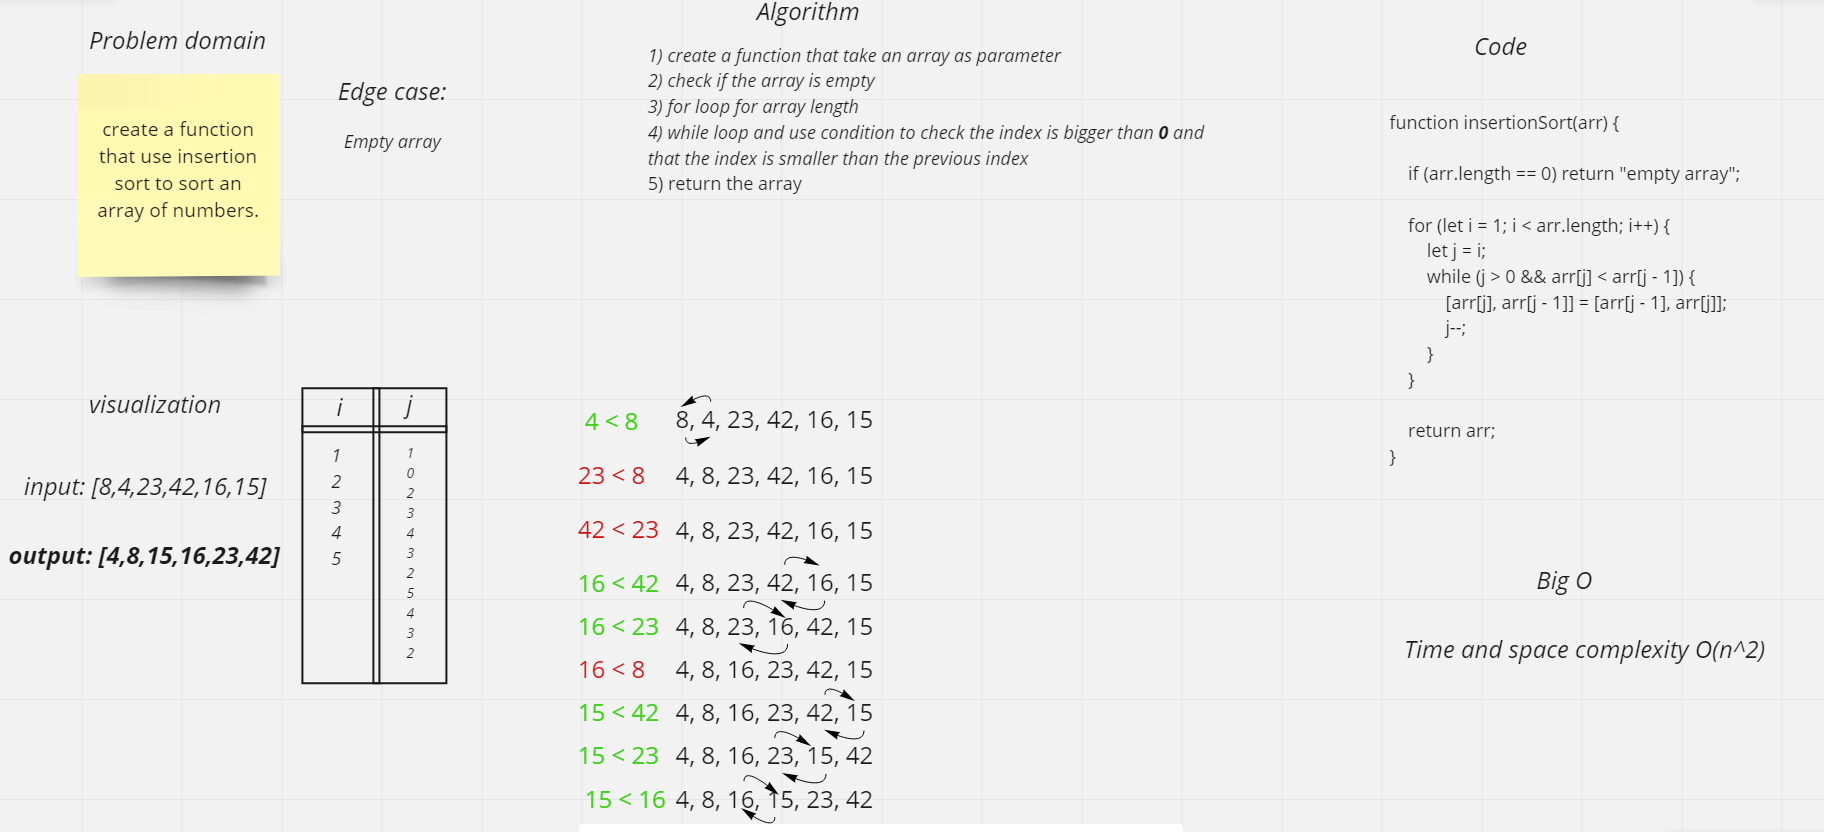 Problem domain
create a function
that use insertion
sort to sort an
array of numbers.
Edge case:
Empty array
Algorithm
1) create a function that take an array as parameter
2) check if the array is empty
3) for loop for array length
4) while loop and use condition to check the index is bigger than 0 and
that the index is smaller than the previous index
5) return the array
Code
function insertionSort(arr) {
if (arr.length == 0) return "empty array";
for (let i = 1; i < arr.length; i++) {
let j = i;
while (j > 0 && arr[j] < arr[j - 1]) {
[arr[j], arr[j - 1]] = [arr[j - 1], arr[j]];
j--;
}
}
return arr;
}
visualization
input: [8,4,23,42,16,15]
output: [4,8,15,16,23,42]
i j
1
2
3
4
5
1
0
2
3
4
3
2
5
4
3
2
4 < 8 8, 4, 23, 42, 16, 15
23 < 8 4, 8, 23, 42, 16, 15
42 < 23 4, 8, 23, 42, 16, 15
16 < 42 4, 8, 23, 42, 16, 15
16 < 23 4, 8, 23, 16, 42, 15
16 < 8 4, 8, 16, 23, 42, 15
15 < 42 4, 8, 16, 23, 42, 15
15 < 23 4, 8, 16, 23, 15, 42
15 < 16 4, 8, 16, 15, 23, 42
Big O
Time and space complexity O(n^2)